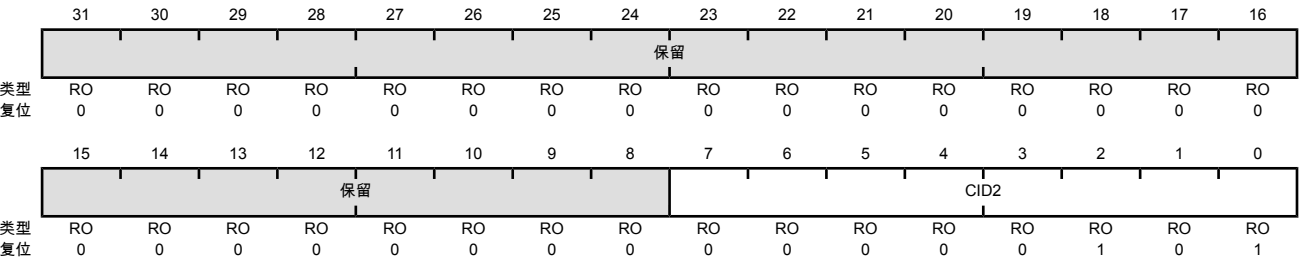 31 30 29 28 27 26 25 24 23 22 21 20 19 18 17 16
保留
类型 RO RO RO RO RO RO RO RO RO RO RO RO RO RO RO RO
复位 0 0 0 0 0 0 0 0 0 0 0 0 0 0 0 0
15 14 13 12 11 10 9 8 7 6 5 4 3 2 1 0
保留 CID2
类型 RO RO RO RO RO RO RO RO RO RO RO RO RO RO RO RO
复位 0 0 0 0 0 0 0 0 0 0 0 0 0 1 0 1